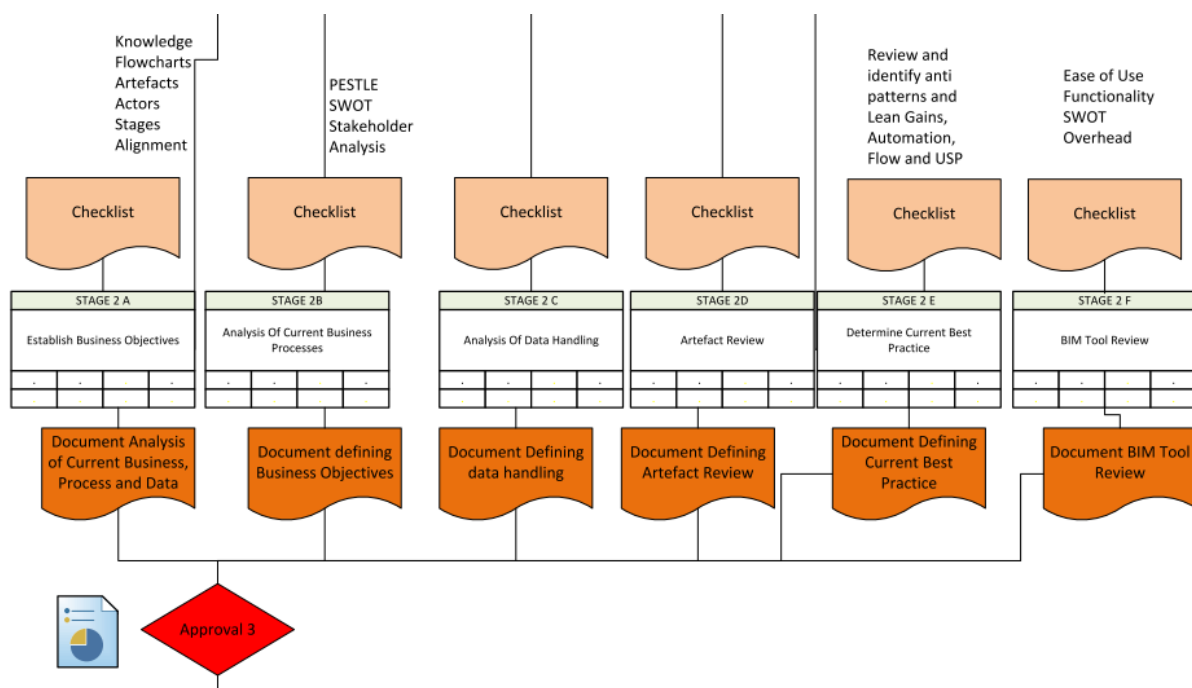 Knowledge
Flowcharts
Artefacts
Actors
Stages
Alignment
PESTLE
SWOT
Stakeholder
Analysis
Review and
identify anti
patterns and
Lean Gains,
Automation,
Flow and USP
Ease of Use
Functionality
SWOT
Overhead
Checklist
Checklist
Checklist
Checklist
Checklist
Checklist
STAGE 2 A
Establish Business Objectives
STAGE 2B
Analysis Of Current Business
Processes
STAGE 2 C
Analysis Of Data Handling
STAGE 2D
Artefact Review
STAGE 2 E
Determine Current Best
Practice
STAGE 2 F
BIM Tool Review
Document Analysis
of Current Business,
Process and Data
Document defining
Business Objectives
Document Defining
data handling
Document Defining
Artefact Review
Document Defining
Current Best
Practice
Document BIM Tool
Review
Approval 3